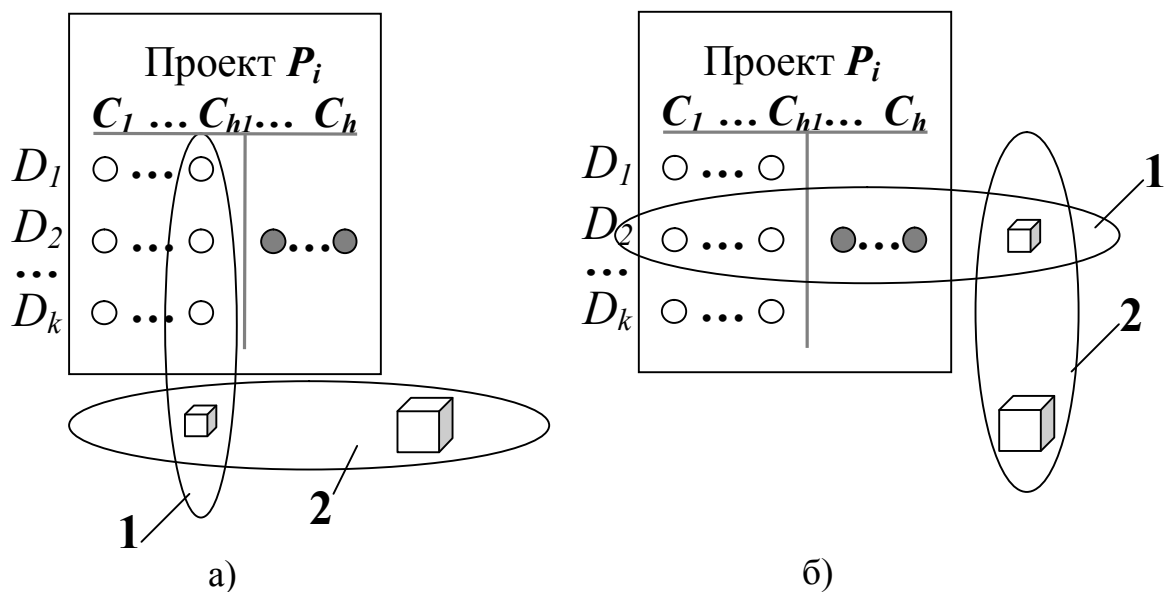 Проект P_i
C_1 ... C_h1... C_h
D_1 ...
D_2 ... ...
...
D_k ...
1
2
а)
Проект P_i
C_1 ... C_h1... C_h
D_1 ...
D_2 ... ...
...
D_k ...
1
2
б)